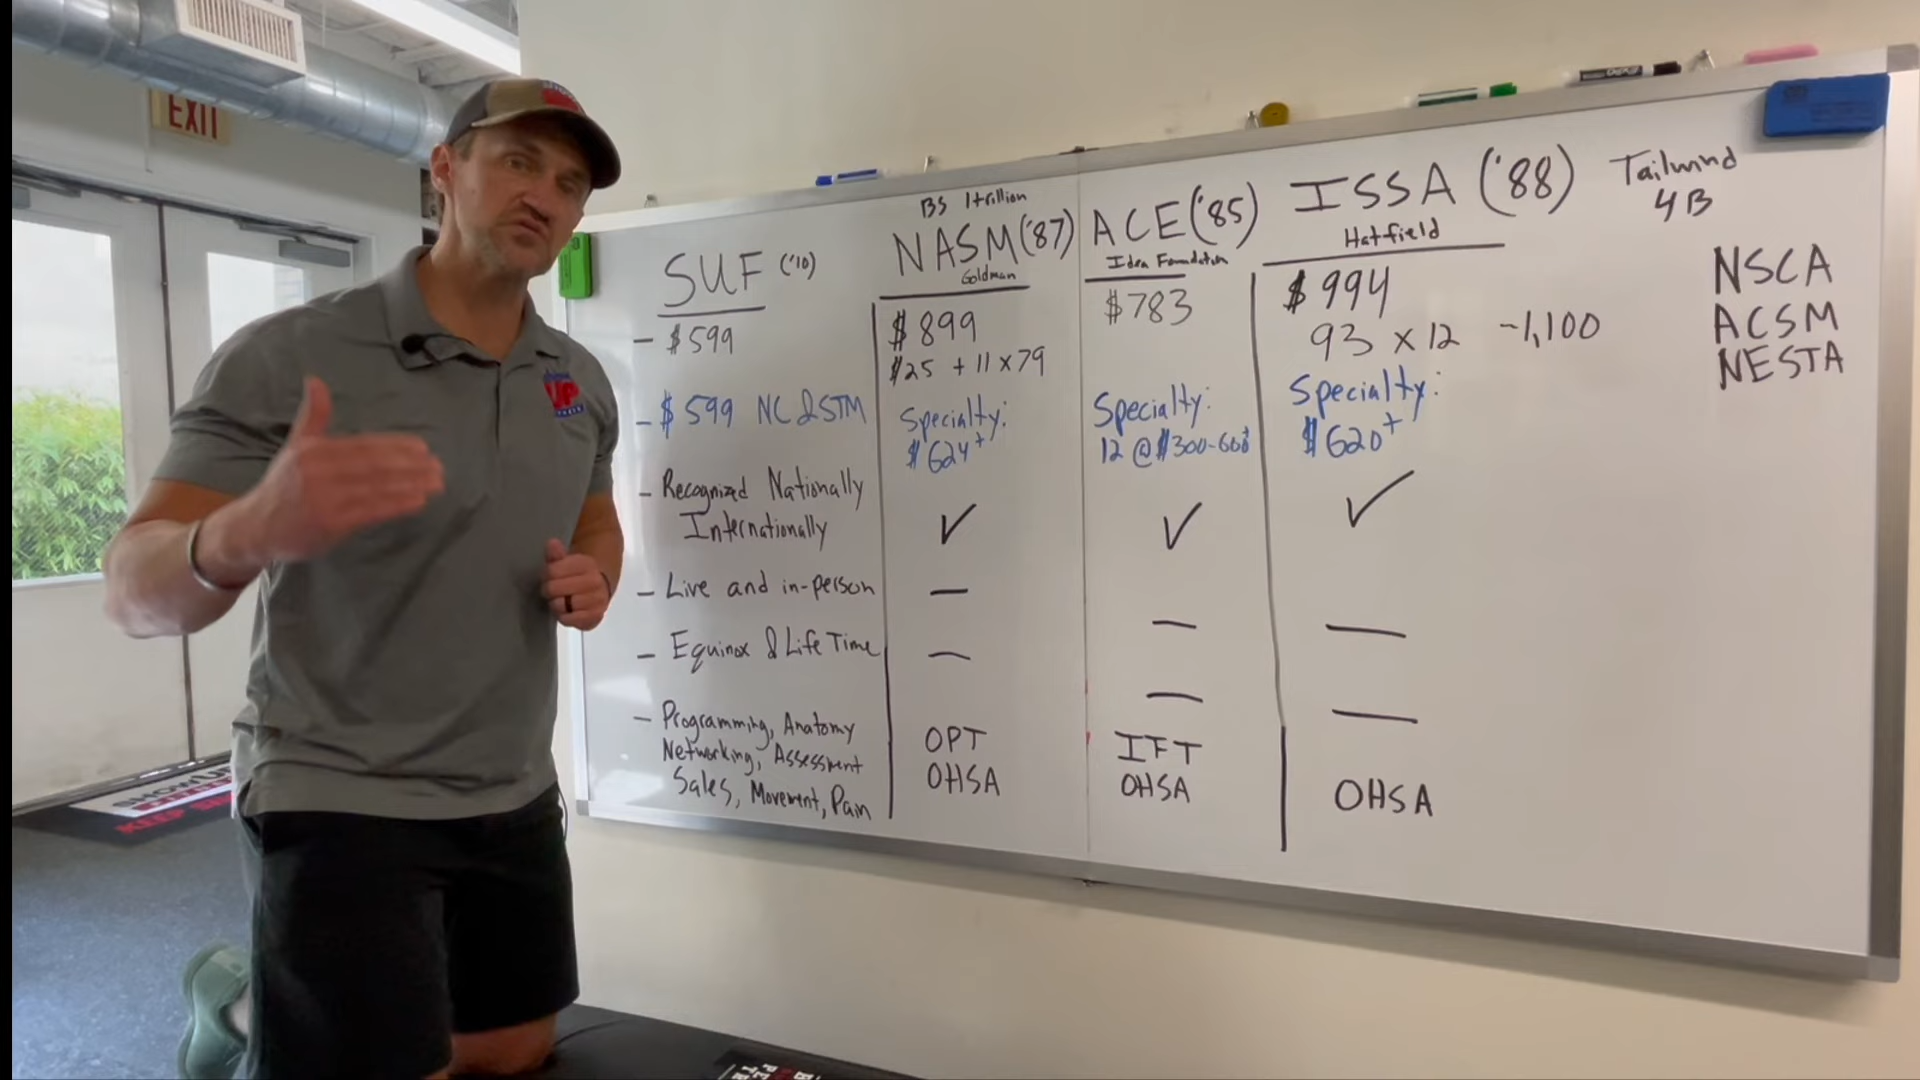 EXIT
UP
SUF ('10)
- $599
- $599 NC & STM
- Recognized Nationally
Internationally
- Live and in-person
- Equinox & Life Time
- Programming, Anatomy
Networking, Assessment
Sales, Movement, Pain
BS 1 trillion
NASM ('87)
Goldman
$899
$25 + 11 x 79
Specialty:
$624+
✓
—
—
OPT
OHSA
ACE ('85)
Idea Foundation
$783
Specialty:
12 @ $300-600
✓
—
—
IFT
OHSA
ISSA ('88)
Hatfield
$994
93 x 12 ~1,100
Specialty:
$620+
✓
—
—
OHSA
Tailwind
4B
NSCA
ACSM
NESTA